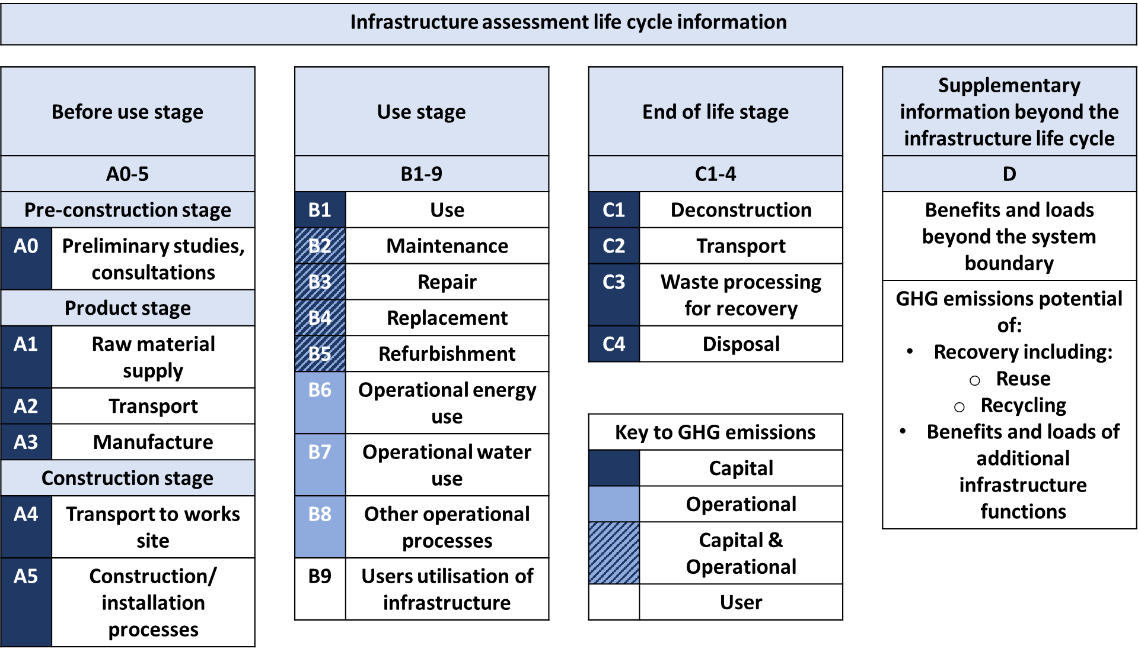 Infrastructure assessment life cycle information
Before use stage
A0-5
Pre-construction stage
A0 Preliminary studies,
consultations
Product stage
A1 Raw material
supply
A2 Transport
A3 Manufacture
Construction stage
A4 Transport to works
site
A5 Construction/
installation
processes
Use stage
B1-9
B1 Use
B2 Maintenance
B3 Repair
B4 Replacement
B5 Refurbishment
B6 Operational energy
use
B7 Operational water
use
B8 Other operational
processes
B9 Users utilisation of
infrastructure
End of life stage
C1-4
C1 Deconstruction
C2 Transport
C3 Waste processing
for recovery
C4 Disposal
Key to GHG emissions
Capital
Operational
Capital &
Operational
User
Supplementary
information beyond the
infrastructure life cycle
D
Benefits and loads
beyond the system
boundary
GHG emissions potential
of:
• Recovery including:
○ Reuse
○ Recycling
• Benefits and loads of
additional
infrastructure
functions